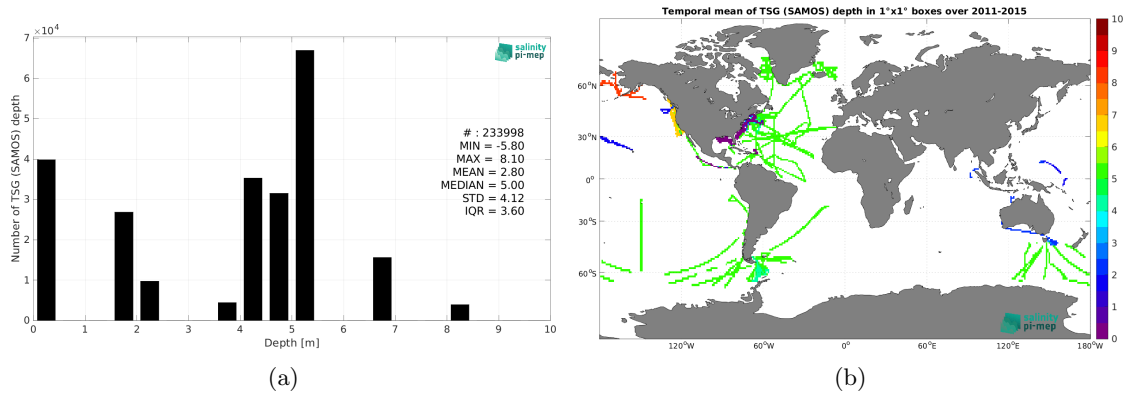 ×10⁴
7
6
5
4
3
2
1
0
Number of TSG (SAMOS) depth
salinity
pi-mep
# : 233998
MIN = -5.80
MAX = 8.10
MEAN = 2.80
MEDIAN = 5.00
STD = 4.12
IQR = 3.60
0 1 2 3 4 5 6 7 8 9 10
Depth [m]
(a)
Temporal mean of TSG (SAMOS) depth in 1°x1° boxes over 2011-2015
60°N
30°N
0°
30°S
60°S
120°W 60°W 0° 60°E 120°E 180°W
salinity
pi-mep
10
9
8
7
6
5
4
3
2
1
0
(b)